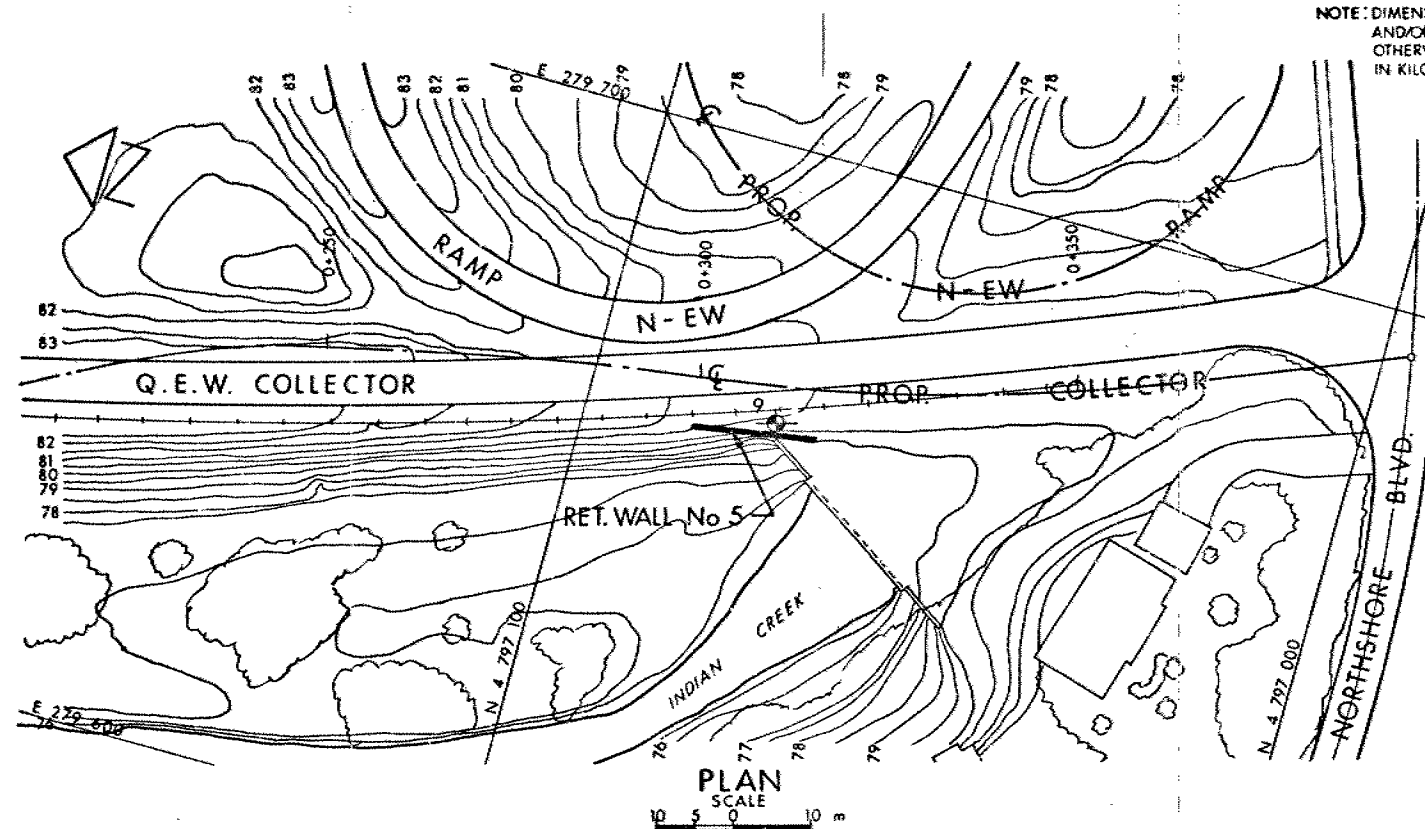 NOTE: DIMEN
AND/O
OTHER
IN KILO
82
83
83
82
81
80
E 279 700
79
78
78
79
79
78
78
PROP.
RAMP
N-EW
RAMP
N-EW
0+250
0+300
0+350
82
83
Q.E.W. COLLECTOR
PROP. COLLECTOR
9
82
81
80
79
78
RET. WALL No 5
INDIAN CREEK
N 4 797 100
N 4 797 000
NORTHSHORE BLVD.
E 279 600
76
76
77
78
79
PLAN
SCALE
10 5 0 10 m